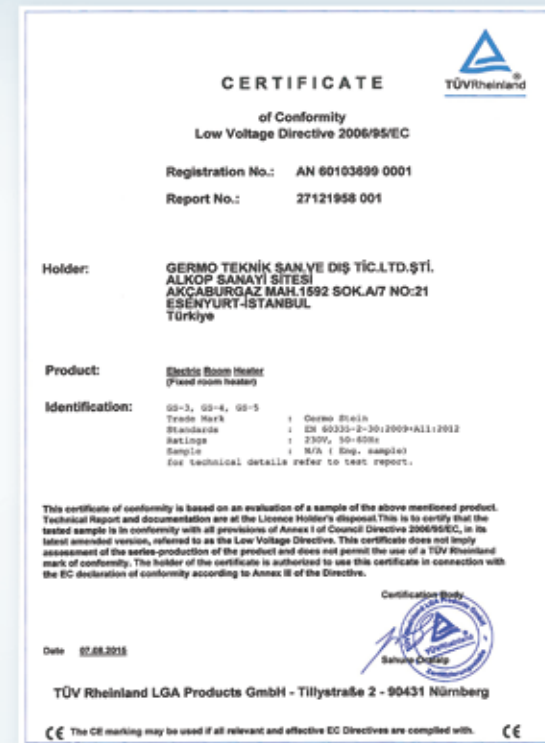 TÜVRheinland®
CERTIFICATE
of Conformity
Low Voltage Directive 2006/95/EC
Registration No.: AN 60103699 0001
Report No.: 27121958 001
Holder: GERMO TEKNİK SAN.VE DIŞ TİC.LTD.ŞTİ.
ALKOP SANAYİ SİTESİ
AKÇABURGAZ MAH.1592 SOK.A/7 NO:21
ESENYURT-İSTANBUL
Türkiye
Product: Electric Room Heater
(Fixed room heater)
Identification: GS-3, GS-4, GS-5
Trade Mark : Germo Stein
Standards : EN 60335-2-30:2009+A11:2012
Ratings : 230V, 50-60Hz
Sample : N/A ( Eng. sample)
for technical details refer to test report.
This certificate of conformity is based on an evaluation of a sample of the above mentioned product.
Technical Report and documentation are at the Licence Holder's disposal.This is to certify that the
tested sample is in conformity with all provisions of Annex I of Council Directive 2006/95/EC, in its
latest amended version, referred to as the Low Voltage Directive. This certificate does not imply
assessment of the series-production of the product and does not permit the use of a TÜV Rheinland
mark of conformity. The holder of the certificate is authorized to use this certificate in connection with
the EC declaration of conformity according to Annex III of the Directive.
Certification Body
Date 07.08.2015
TÜV Rheinland LGA Products GmbH - Tillystraße 2 - 90431 Nürnberg
CE The CE marking may be used if all relevant and effective EC Directives are complied with. CE